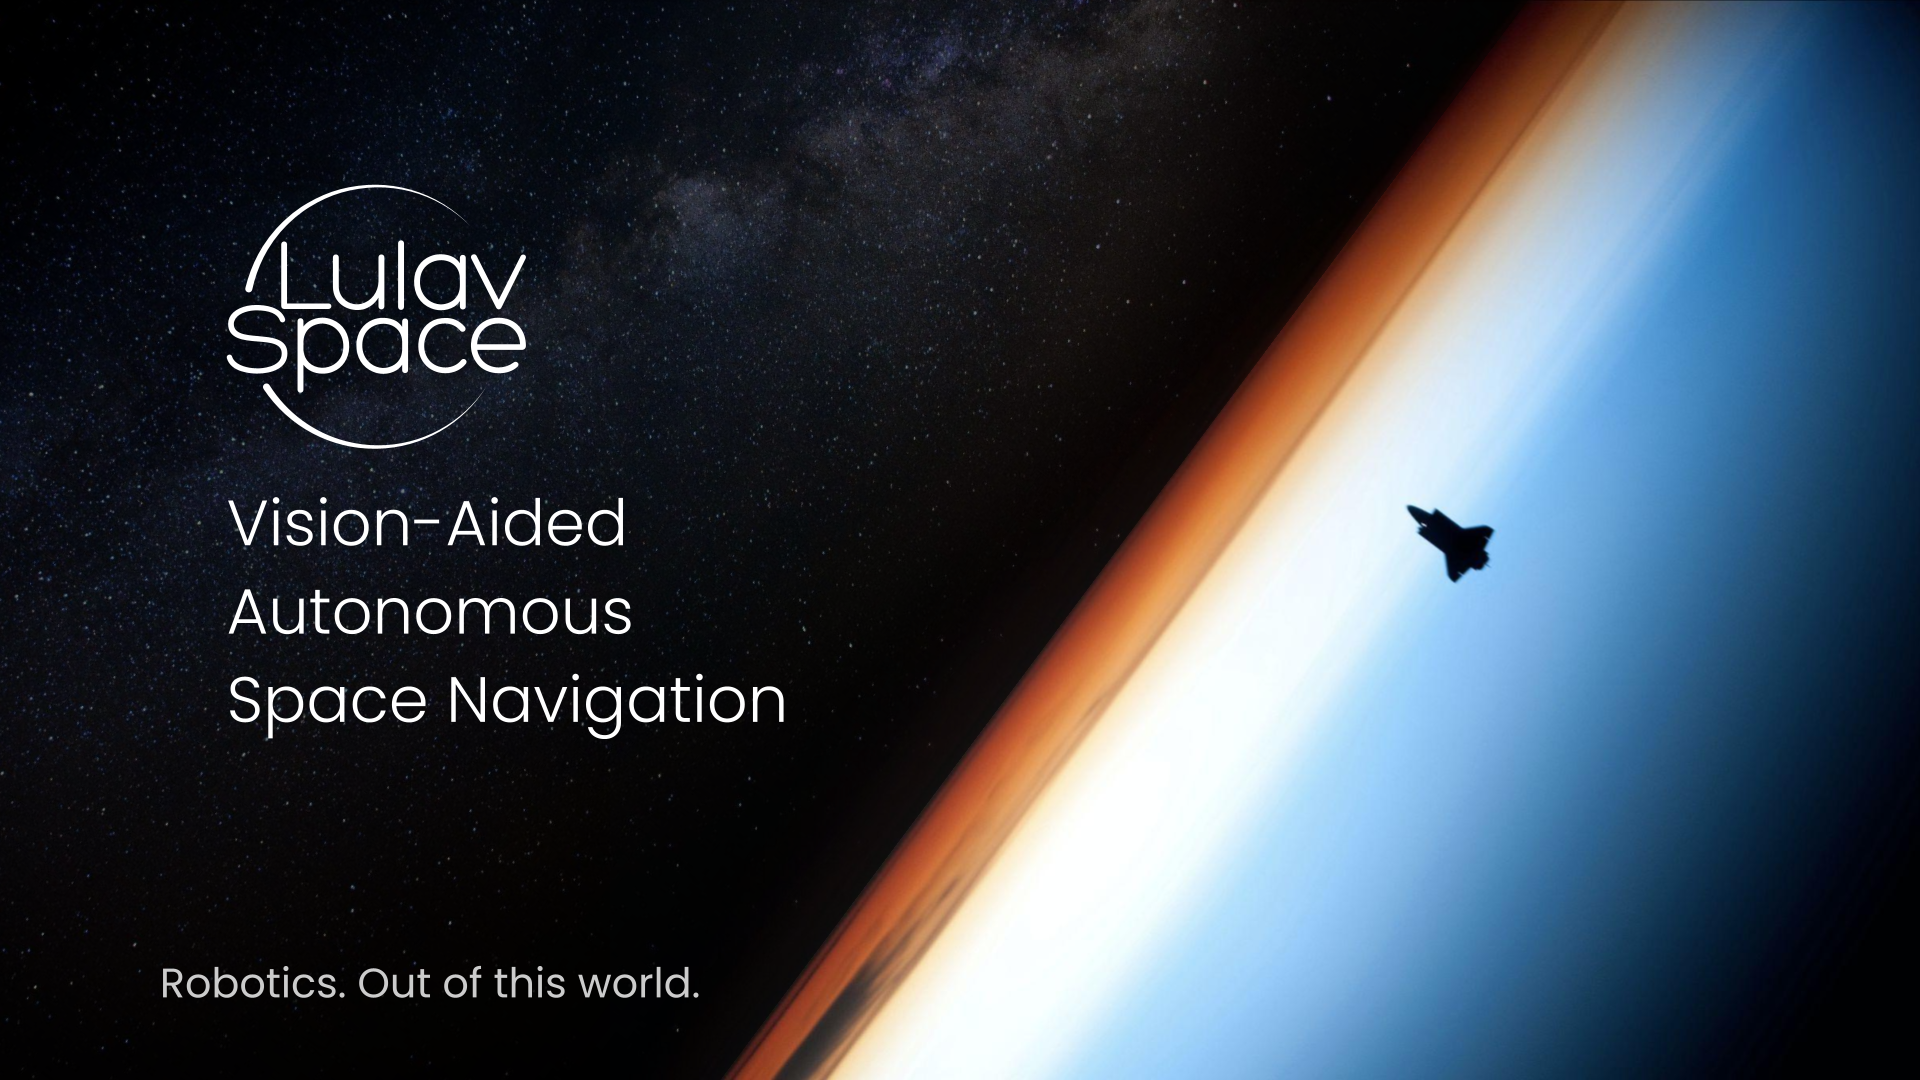 Lulav
Space
Vision-Aided
Autonomous
Space Navigation
Robotics. Out of this world.